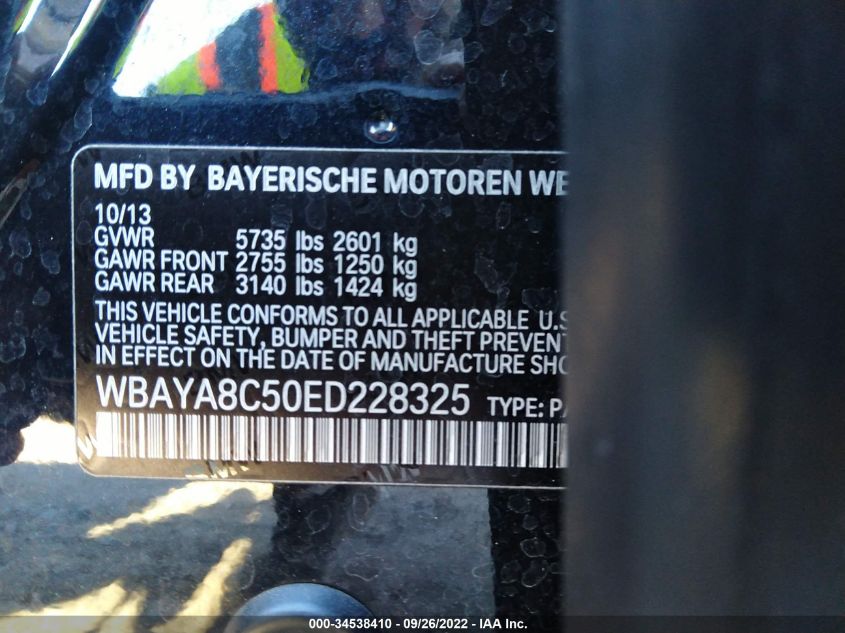 MFD BY BAYERISCHE MOTOREN WE
10/13
GVWR 5735 lbs 2601 kg
GAWR FRONT 2755 lbs 1250 kg
GAWR REAR 3140 lbs 1424 kg
THIS VEHICLE CONFORMS TO ALL APPLICABLE U.S
VEHICLE SAFETY, BUMPER AND THEFT PREVENT
IN EFFECT ON THE DATE OF MANUFACTURE SHO
WBAYA8C50ED228325 TYPE: PA
000-34538410 - 09/26/2022 - IAA Inc.